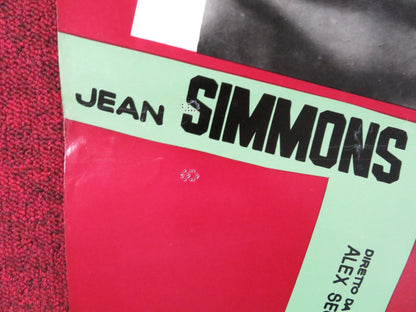 JEAN SIMMONS
DIRETTO DA
ALEX